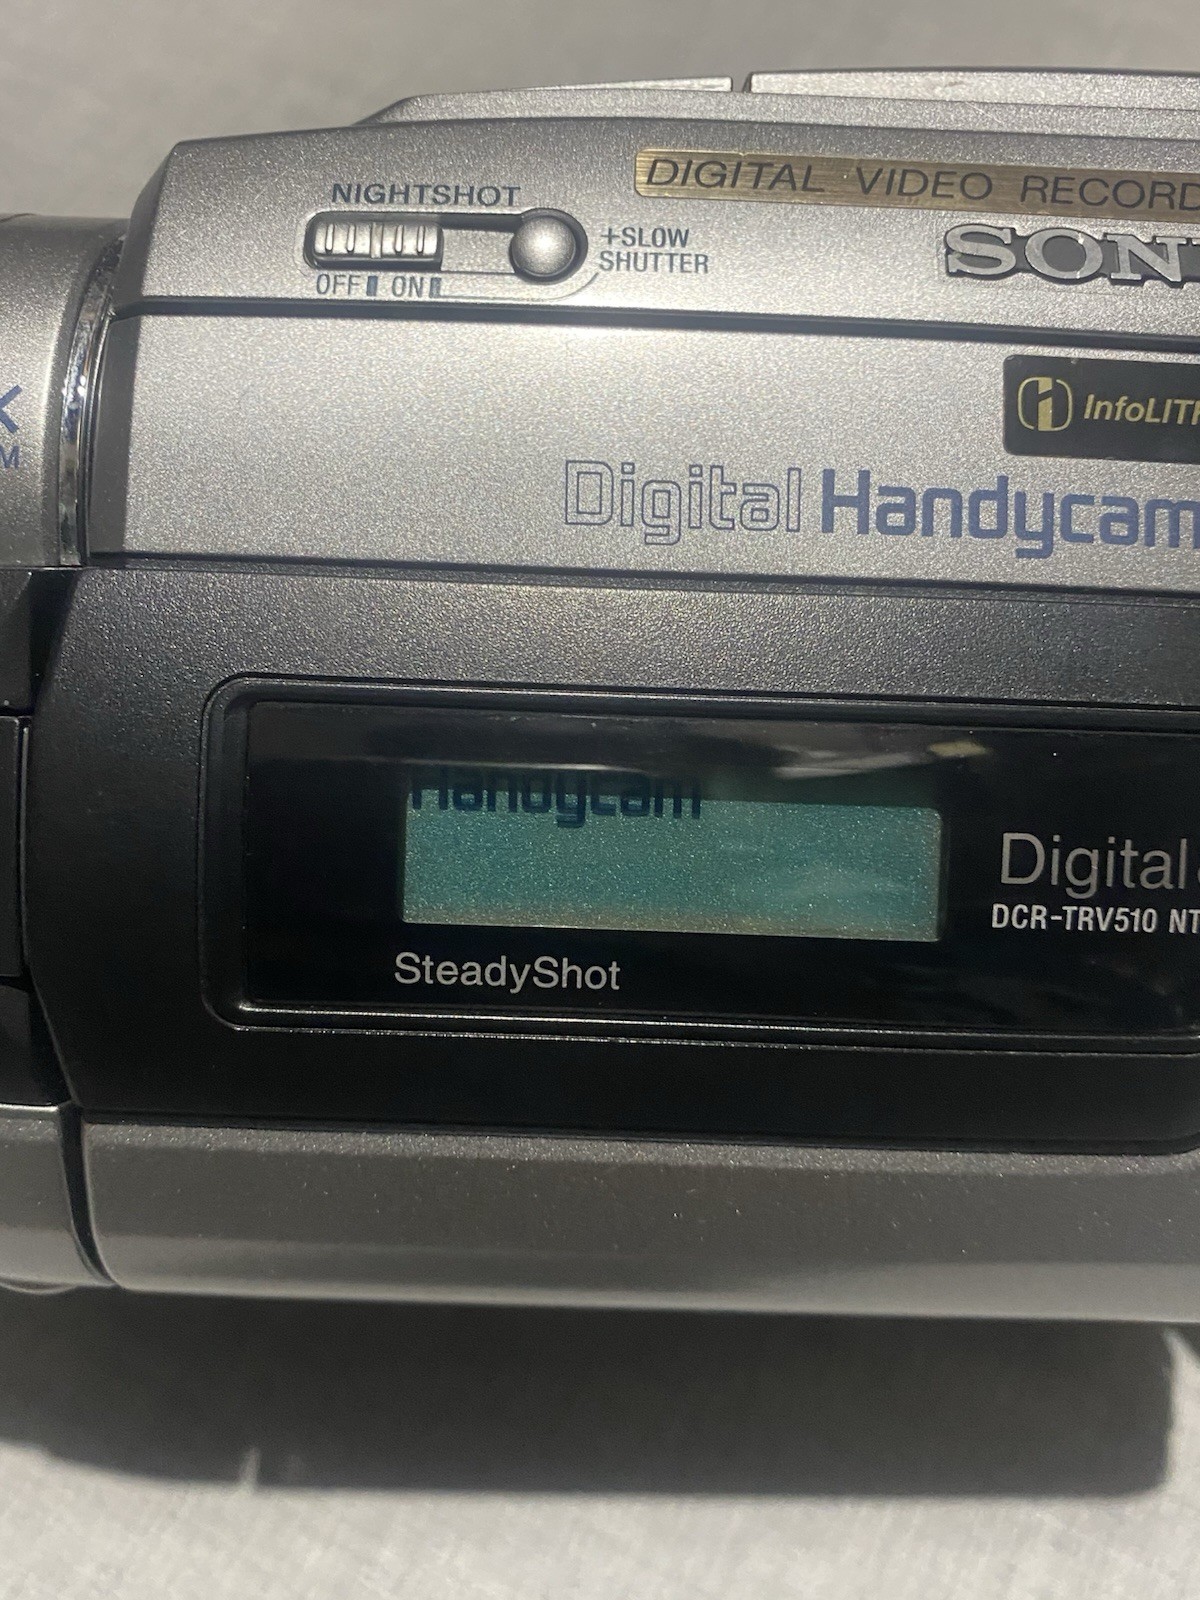 NIGHTSHOT
DIGITAL VIDEO RECORD
+SLOW
SHUTTER
OFF ON
SON
InfoLITH
Digital Handycam
Handycam
Digital
DCR-TRV510 NT
SteadyShot